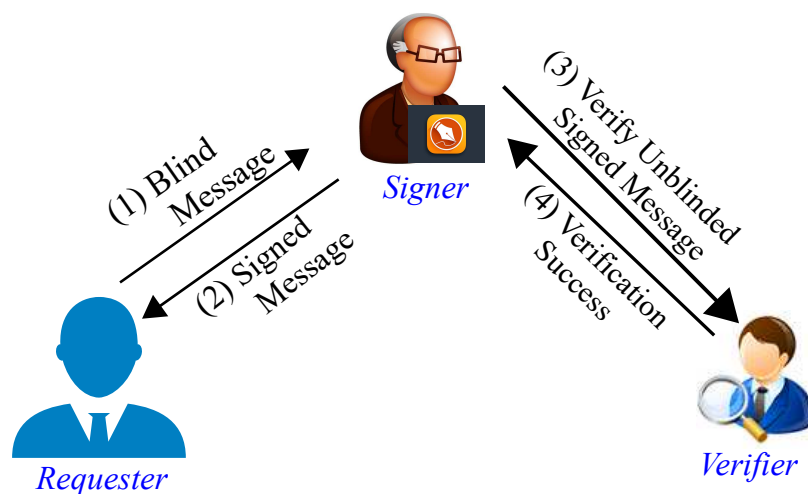 (1) Blind
Message
(2) Signed
Message
Signer
(3) Verify Unblinded
Signed Message
(4) Verification
Success
Requester
Verifier